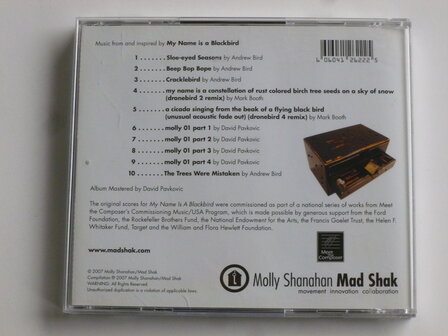 Music from and inspired by My Name is a Blackbird
1 ....... Sloe-eyed Seasons by Andrew Bird
2 ....... Beep Bop Bope by Andrew Bird
3 ....... Cracklebird by Andrew Bird
4 ....... my name is a constellation of rust colored birch tree seeds on a sky of snow
(dronebird 2 remix) by Mark Booth
5 ....... a cicada singing from the beak of a flying black bird
(unusual acoustic fade out) (dronebird 4 remix) by Mark Booth
6 ....... molly 01 part 1 by David Pavkovic
7 ....... molly 01 part 2 by David Pavkovic
8 ....... molly 01 part 3 by David Pavkovic
9 ....... molly 01 part 4 by David Pavkovic
10 ....... The Trees Were Mistaken by Andrew Bird
Album Mastered by David Pavkovic
The original scores for My Name Is A Blackbird were commissioned as part of a national series of works from Meet
the Composer's Commissioning Music/USA Program, which is made possible by generous support from the Ford
Foundation, the Rockefeller Brothers Fund, the National Endowment for the Arts, the Francis Goelet Trust, the Helen F.
Whitaker Fund, Target and the William and Flora Hewlett Foundation.
www.madshak.com
Meet
The
Composer
© 2007 Molly Shanahan/Mad Shak
Compilation ℗ 2007 Molly Shanahan/Mad Shak
WARNING: All Rights Reserved.
Unauthorized duplication is a violation of applicable laws.
Molly Shanahan Mad Shak
movement innovation collaboration